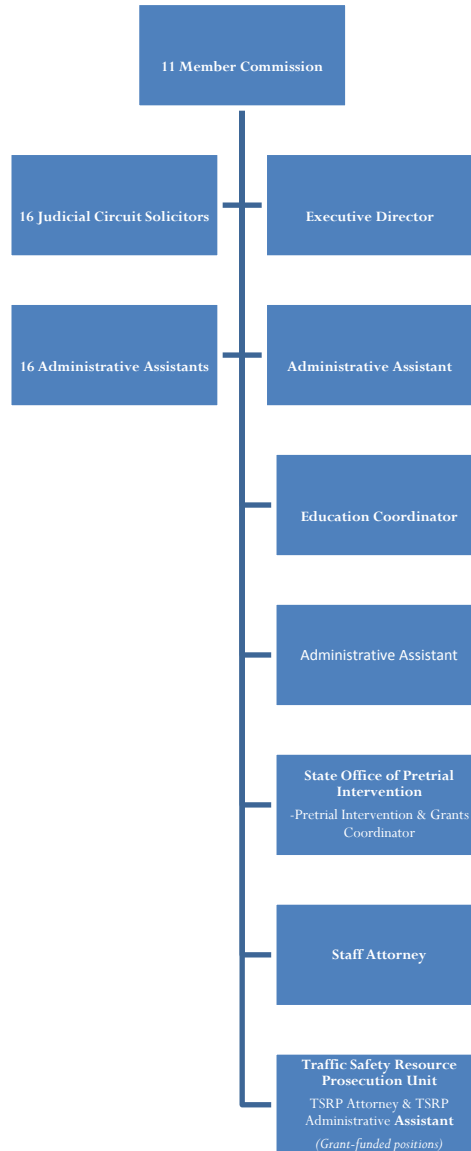 11 Member Commission
16 Judicial Circuit Solicitors
Executive Director
16 Administrative Assistants
Administrative Assistant
Education Coordinator
Administrative Assistant
State Office of Pretrial
Intervention
-Pretrial Intervention & Grants
Coordinator
Staff Attorney
Traffic Safety Resource
Prosecution Unit
TSRP Attorney & TSRP
Administrative Assistant
(Grant-funded positions)